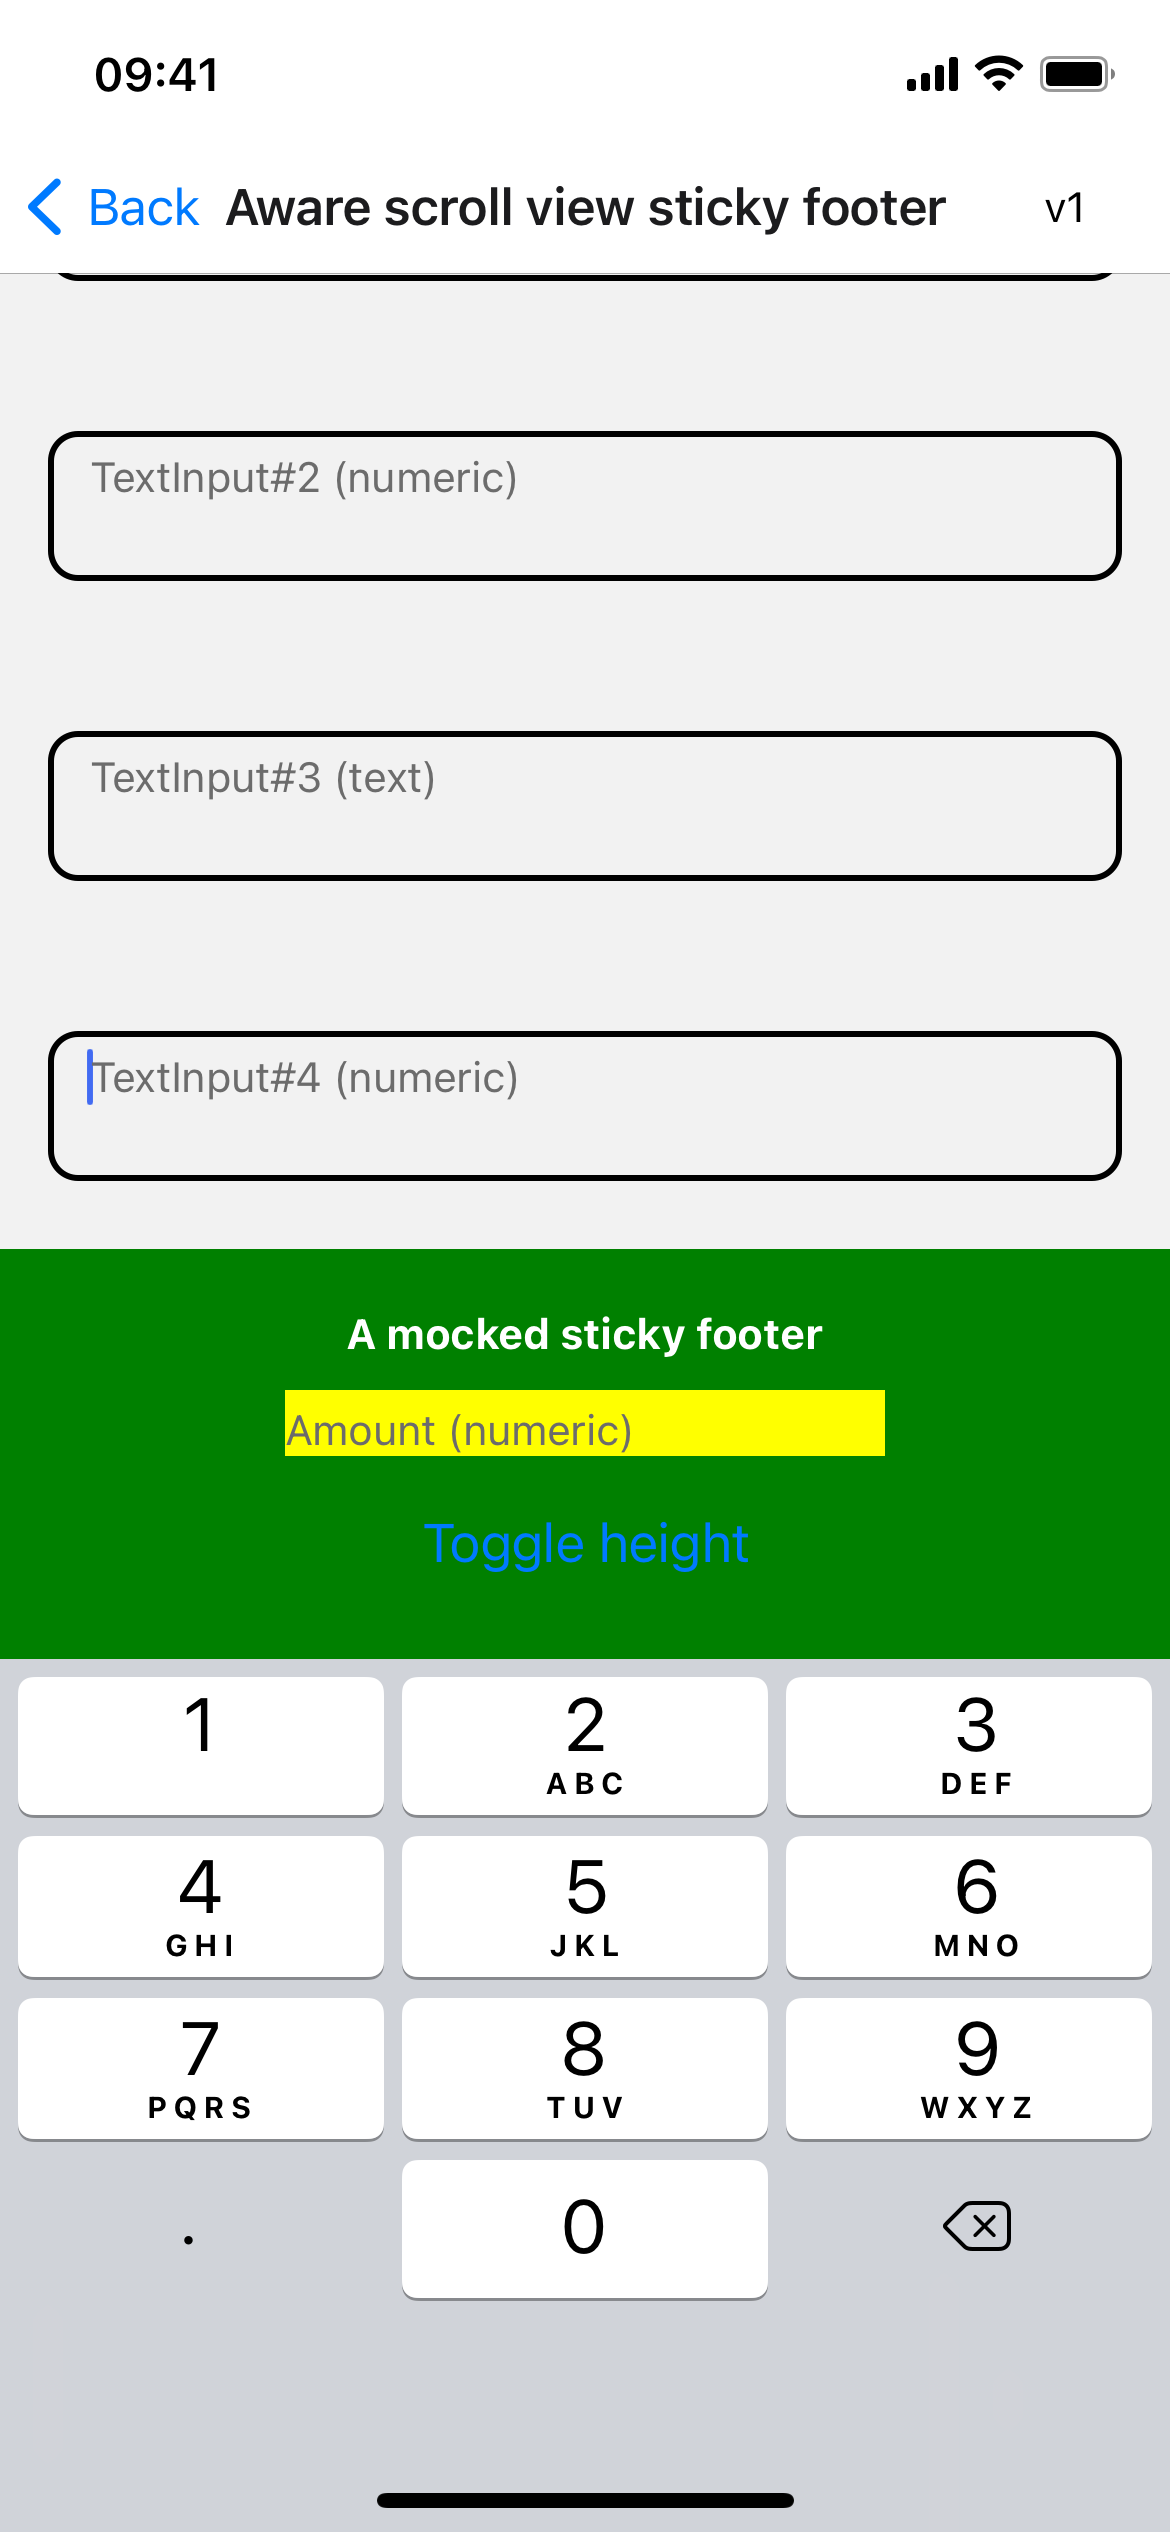 09:41
Back Aware scroll view sticky footer v1
TextInput#2 (numeric)
TextInput#3 (text)
TextInput#4 (numeric)
A mocked sticky footer
Amount (numeric)
Toggle height
1 2 3
ABC DEF
4 5 6
GHI JKL MNO
7 8 9
PQRS TUV WXYZ
. 0